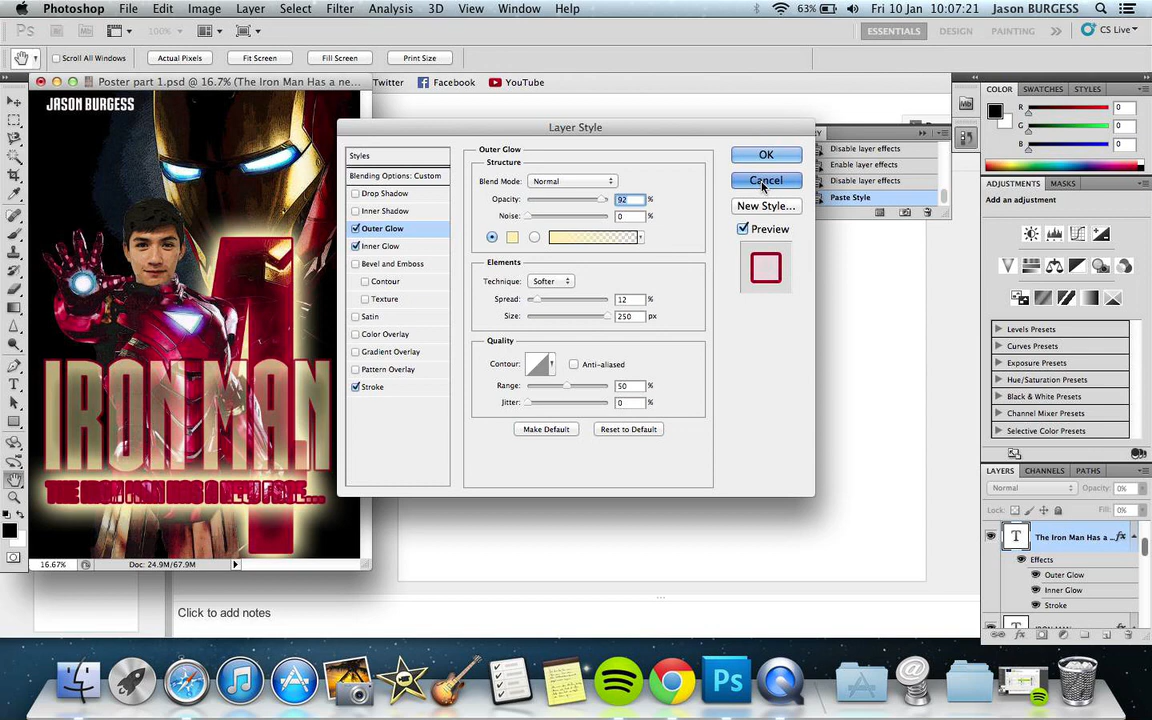 Photoshop File Edit Image Layer Select Filter Analysis 3D View Window Help 63% Fri 10 Jan 10:07:21 Jason BURGESS
Ps Br Mb 100% ESSENTIALS DESIGN PAINTING CS Live
Scroll All Windows Actual Pixels Fit Screen Fill Screen Print Size
Poster part 1.psd @ 16.7% (The Iron Man Has a ne...
Twitter Facebook YouTube
JASON BURGESS
IRON MAN
16.67% Doc: 24.9M/67.9M
Layer Style
Styles
Blending Options: Custom
Drop Shadow
Inner Shadow
Outer Glow
Inner Glow
Bevel and Emboss
Contour
Texture
Satin
Color Overlay
Gradient Overlay
Pattern Overlay
Stroke
Outer Glow
Structure
Blend Mode: Normal
Opacity: 92 %
Noise: 0 %
Elements
Technique: Softer
Spread: 12 %
Size: 250 px
Quality
Contour: Anti-aliased
Range: 50 %
Jitter: 0 %
Make Default Reset to Default
OK
Cancel
New Style...
Preview
Disable layer effects
Enable layer effects
Disable layer effects
Paste Style
Mb
COLOR SWATCHES STYLES
R 0
G 0
B 0
ADJUSTMENTS MASKS
Add an adjustment
Levels Presets
Curves Presets
Exposure Presets
Hue/Saturation Presets
Black & White Presets
Channel Mixer Presets
Selective Color Presets
LAYERS CHANNELS PATHS
Normal Opacity: 0%
Lock: Fill: 0%
T The Iron Man Has a ... fx
Effects
Outer Glow
Inner Glow
Stroke
Click to add notes
Ps